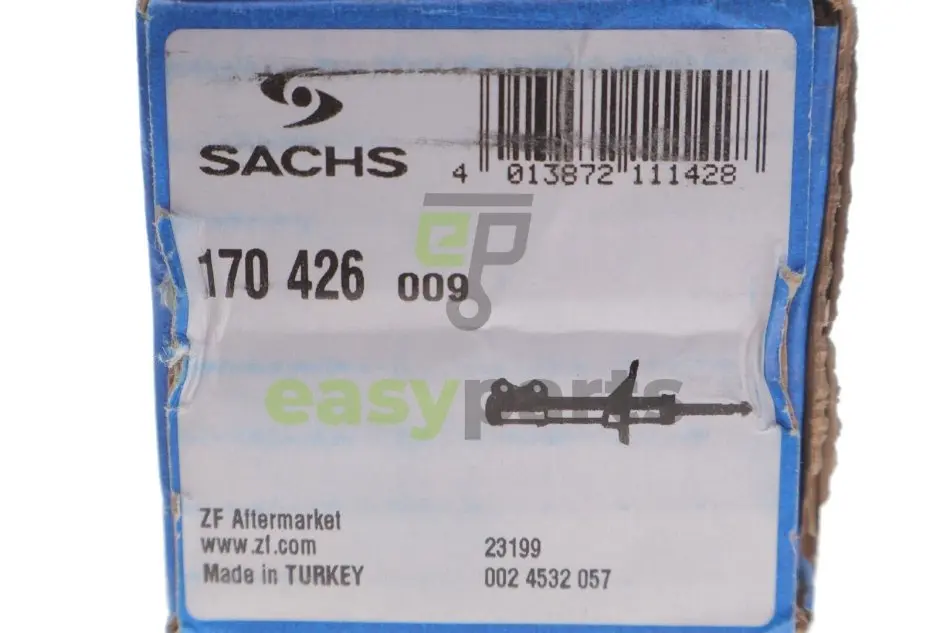 SACHS
4 013872 111428
170 426 009
ep
easyparts
ZF Aftermarket
www.zf.com
23199
Made in TURKEY
002 4532 057